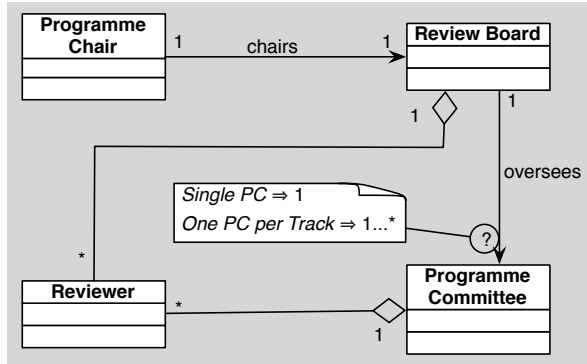 Programme
Chair
1
chairs
1
Review Board
1
1
oversees
Single PC ⇒ 1
One PC per Track ⇒ 1...*
?
*
Reviewer
*
1
Programme
Committee